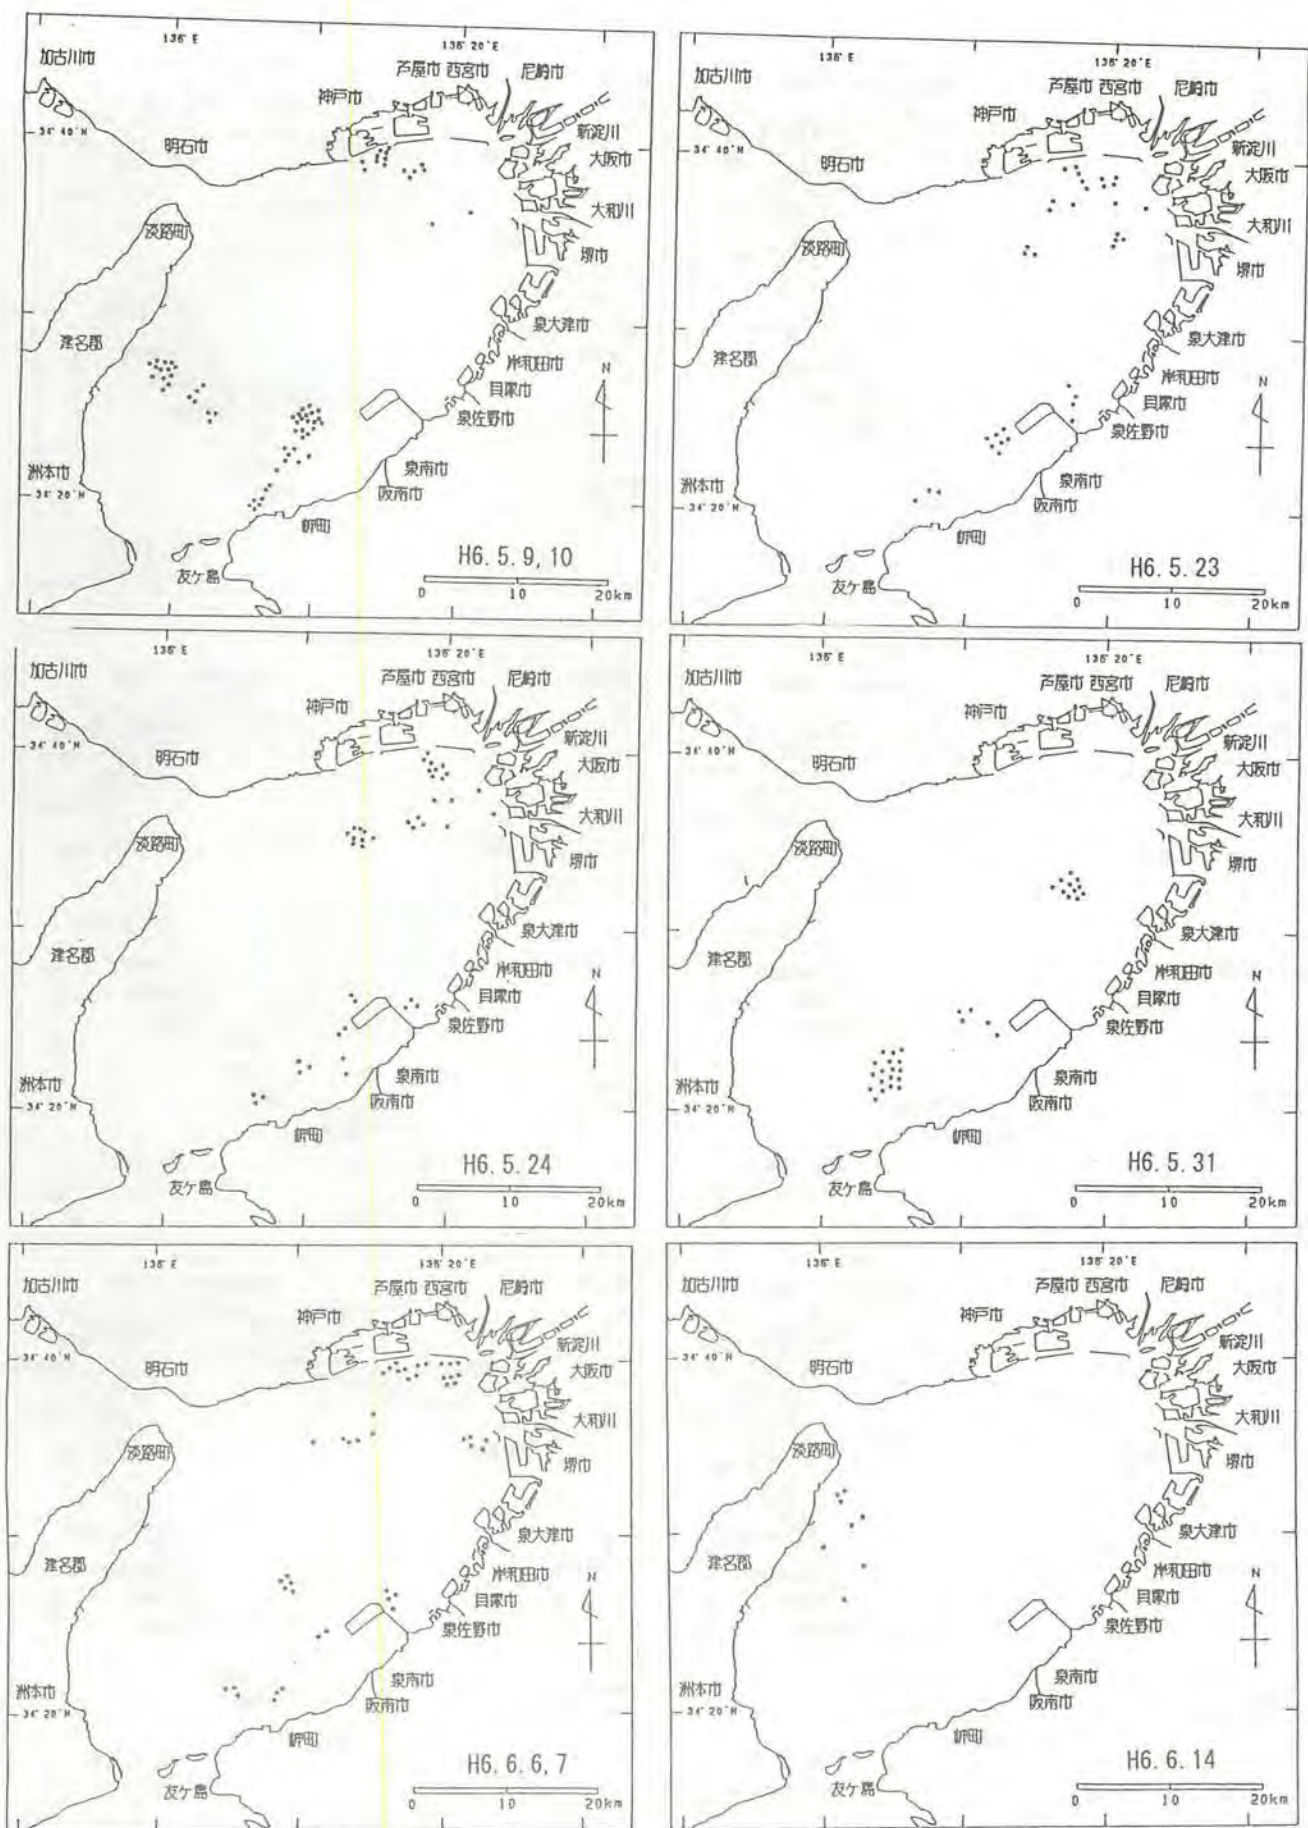 135° E
135° 20' E
加古川市
芦屋市 西宮市 尼崎市
神戸市
34° 40' N
新淀川
明石市
大阪市
大和川
淡路町
堺市
泉大津市
津名郡
岸和田市
N
貝塚市
泉佐野市
洲本市
泉南市
34° 20' N
阪南市
岬町
H6. 5. 9, 10
友ケ島
0 10 20km
135° E
135° 20' E
加古川市
芦屋市 西宮市 尼崎市
神戸市
34° 40' N
新淀川
明石市
大阪市
大和川
淡路町
堺市
泉大津市
津名郡
岸和田市
N
貝塚市
泉佐野市
洲本市
泉南市
34° 20' N
阪南市
岬町
H6. 5. 23
友ケ島
0 10 20km
135° E
135° 20' E
加古川市
芦屋市 西宮市 尼崎市
神戸市
34° 40' N
新淀川
明石市
大阪市
大和川
淡路町
堺市
泉大津市
津名郡
岸和田市
N
貝塚市
泉佐野市
洲本市
泉南市
34° 20' N
阪南市
岬町
H6. 5. 24
友ケ島
0 10 20km
135° E
135° 20' E
加古川市
芦屋市 西宮市 尼崎市
神戸市
34° 40' N
新淀川
明石市
大阪市
大和川
淡路町
堺市
泉大津市
津名郡
岸和田市
N
貝塚市
泉佐野市
洲本市
泉南市
34° 20' N
阪南市
岬町
H6. 5. 31
友ケ島
0 10 20km
135° E
135° 20' E
加古川市
芦屋市 西宮市 尼崎市
神戸市
34° 40' N
新淀川
明石市
大阪市
大和川
淡路町
堺市
泉大津市
津名郡
岸和田市
N
貝塚市
泉佐野市
洲本市
泉南市
34° 20' N
阪南市
岬町
H6. 6. 6, 7
友ケ島
0 10 20km
135° E
135° 20' E
加古川市
芦屋市 西宮市 尼崎市
神戸市
34° 40' N
新淀川
明石市
大阪市
大和川
淡路町
堺市
泉大津市
津名郡
岸和田市
N
貝塚市
泉佐野市
洲本市
泉南市
34° 20' N
阪南市
岬町
H6. 6. 14
友ケ島
0 10 20km